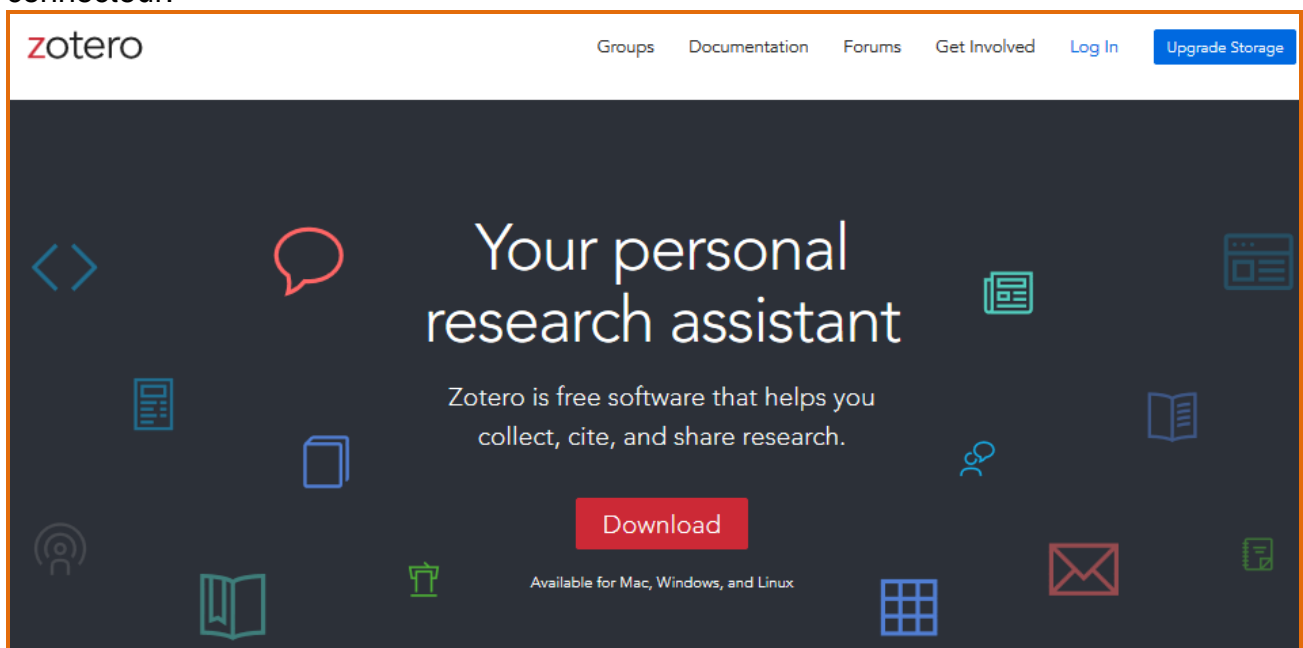 zotero
Groups Documentation Forums Get Involved Log In Upgrade Storage
Your personal
research assistant
Zotero is free software that helps you
collect, cite, and share research.
Download
Available for Mac, Windows, and Linux